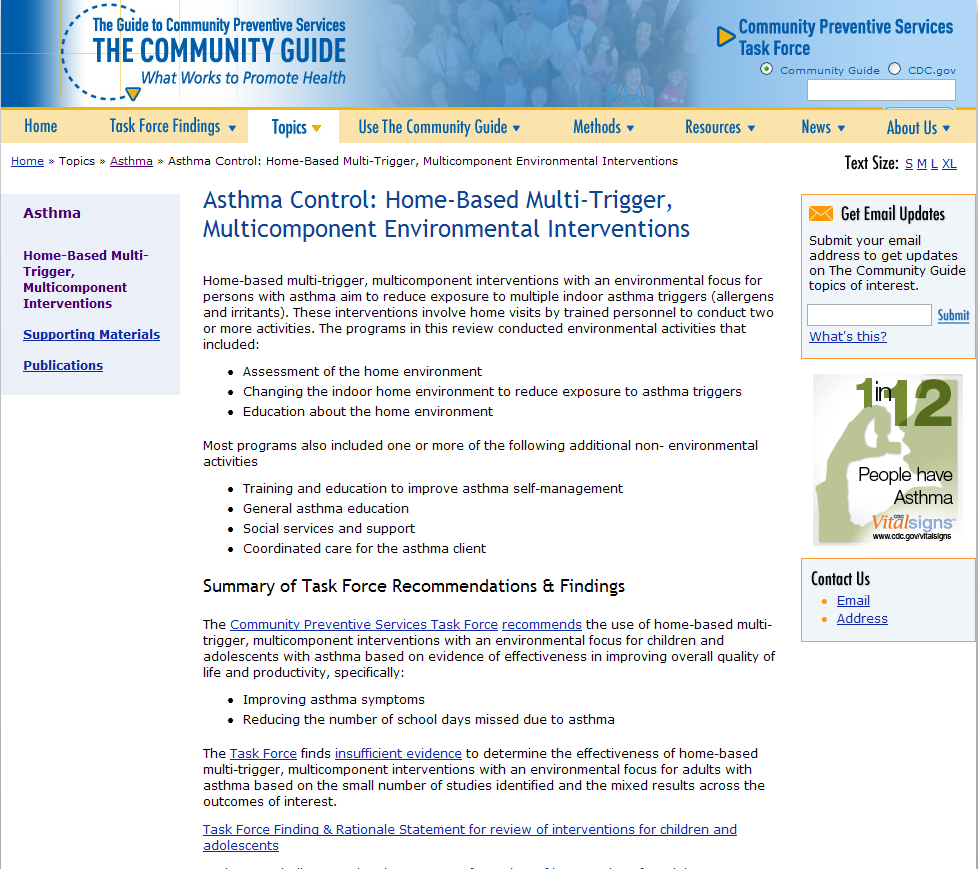 The Guide to Community Preventive Services
THE COMMUNITY GUIDE
What Works to Promote Health
Community Preventive Services
Task Force
Community Guide CDC.gov
Home Task Force Findings Topics Use The Community Guide Methods Resources News About Us
Home » Topics » Asthma » Asthma Control: Home-Based Multi-Trigger, Multicomponent Environmental Interventions
Text Size: S M L XL
Asthma
Home-Based Multi-
Trigger,
Multicomponent
Interventions
Supporting Materials
Publications
Asthma Control: Home-Based Multi-Trigger,
Multicomponent Environmental Interventions
Home-based multi-trigger, multicomponent interventions with an environmental focus for
persons with asthma aim to reduce exposure to multiple indoor asthma triggers (allergens
and irritants). These interventions involve home visits by trained personnel to conduct two
or more activities. The programs in this review conducted environmental activities that
included:
• Assessment of the home environment
• Changing the indoor home environment to reduce exposure to asthma triggers
• Education about the home environment
Most programs also included one or more of the following additional non- environmental
activities
• Training and education to improve asthma self-management
• General asthma education
• Social services and support
• Coordinated care for the asthma client
Summary of Task Force Recommendations & Findings
The Community Preventive Services Task Force recommends the use of home-based multi-
trigger, multicomponent interventions with an environmental focus for children and
adolescents with asthma based on evidence of effectiveness in improving overall quality of
life and productivity, specifically:
• Improving asthma symptoms
• Reducing the number of school days missed due to asthma
The Task Force finds insufficient evidence to determine the effectiveness of home-based
multi-trigger, multicomponent interventions with an environmental focus for adults with
asthma based on the small number of studies identified and the mixed results across the
outcomes of interest.
Task Force Finding & Rationale Statement for review of interventions for children and
adolescents
Get Email Updates
Submit your email
address to get updates
on The Community Guide
topics of interest.
Submit
What's this?
1 in 12
People have
Asthma
CDC
Vitalsigns™
www.cdc.gov/vitalsigns
Contact Us
• Email
• Address